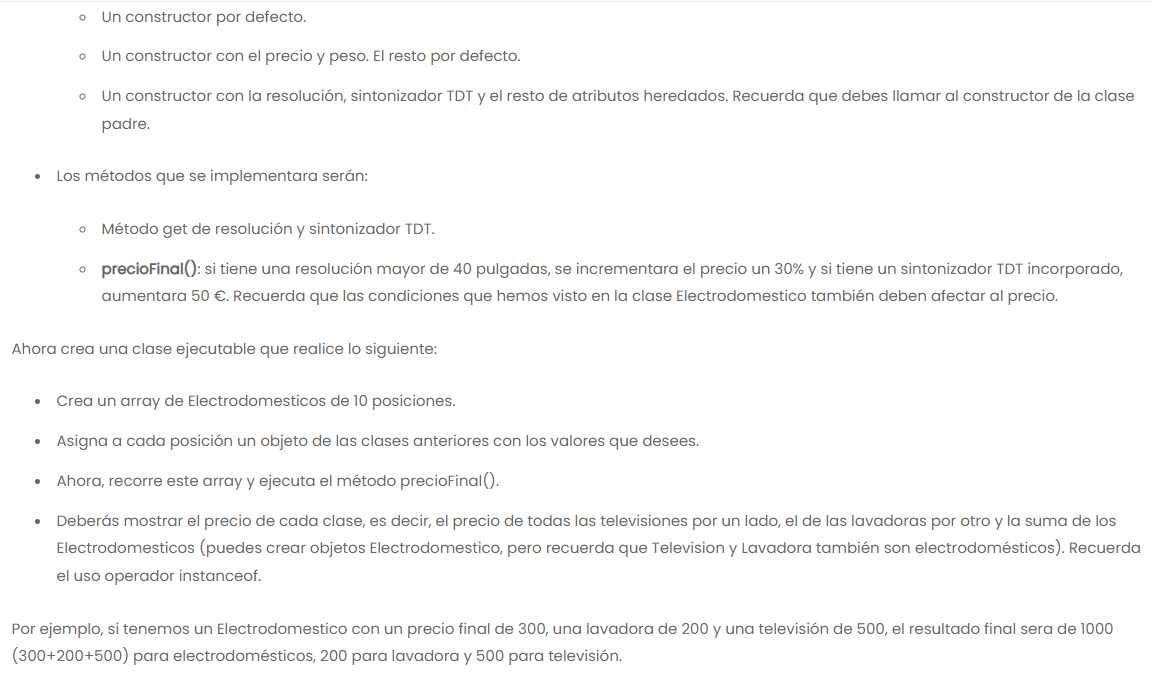 Un constructor por defecto.
Un constructor con el precio y peso. El resto por defecto.
Un constructor con la resolución, sintonizador TDT y el resto de atributos heredados. Recuerda que debes llamar al constructor de la clase
padre.
Los métodos que se implementara serán:
Método get de resolución y sintonizador TDT.
precioFinal(): si tiene una resolución mayor de 40 pulgadas, se incrementara el precio un 30% y si tiene un sintonizador TDT incorporado,
aumentara 50 €. Recuerda que las condiciones que hemos visto en la clase Electrodomestico también deben afectar al precio.
Ahora crea una clase ejecutable que realice lo siguiente:
Crea un array de Electrodomesticos de 10 posiciones.
Asigna a cada posición un objeto de las clases anteriores con los valores que desees.
Ahora, recorre este array y ejecuta el método precioFinal().
Deberás mostrar el precio de cada clase, es decir, el precio de todas las televisiones por un lado, el de las lavadoras por otro y la suma de los
Electrodomesticos (puedes crear objetos Electrodomestico, pero recuerda que Television y Lavadora también son electrodomésticos). Recuerda
el uso operador instanceof.
Por ejemplo, si tenemos un Electrodomestico con un precio final de 300, una lavadora de 200 y una televisión de 500, el resultado final sera de 1000
(300+200+500) para electrodomésticos, 200 para lavadora y 500 para televisión.